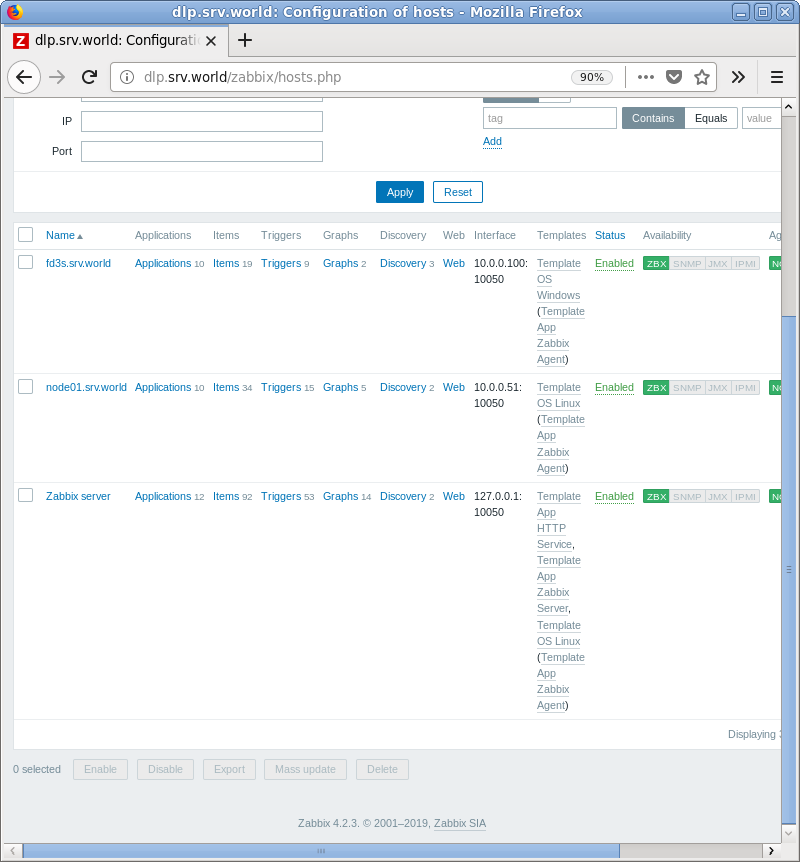 dlp.srv.world: Configuration of hosts - Mozilla Firefox
dlp.srv.world: Configuratio
dlp.srv.world/zabbix/hosts.php 90%
IP
tag Contains Equals value
Add
Port
Apply Reset
Name Applications Items Triggers Graphs Discovery Web Interface Templates Status Availability Ag
fd3s.srv.world Applications 10 Items 19 Triggers 9 Graphs 2 Discovery 3 Web 10.0.0.100: Template Enabled ZBX SNMP JMX IPMI NO
10050 OS
Windows
(Template
App
Zabbix
Agent)
node01.srv.world Applications 10 Items 34 Triggers 15 Graphs 5 Discovery 2 Web 10.0.0.51: Template Enabled ZBX SNMP JMX IPMI NO
10050 OS Linux
(Template
App
Zabbix
Agent)
Zabbix server Applications 12 Items 92 Triggers 53 Graphs 14 Discovery 2 Web 127.0.0.1: Template Enabled ZBX SNMP JMX IPMI NO
10050 App
HTTP
Service,
Template
App
Zabbix
Server,
Template
OS Linux
(Template
App
Zabbix
Agent)
Displaying
0 selected Enable Disable Export Mass update Delete
Zabbix 4.2.3. © 2001–2019, Zabbix SIA